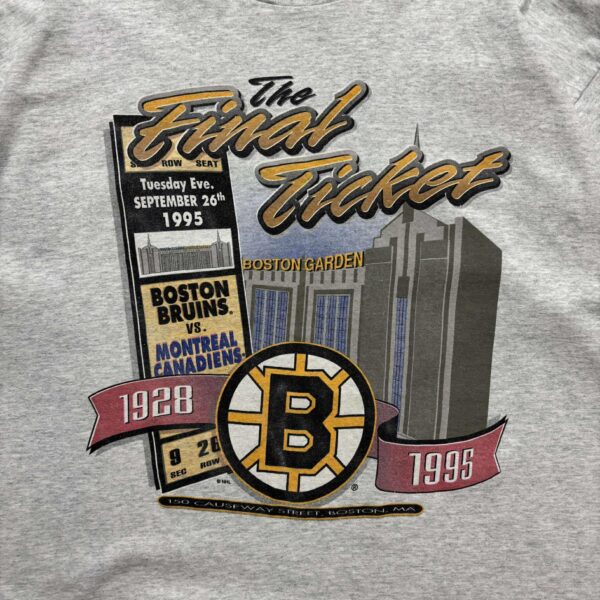 The
Final
Ticket
ROW SEAT
Tuesday Eve.
SEPTEMBER 26th
1995
BOSTON GARDEN
BOSTON
BRUINS®
VS.
MONTREAL
CANADIENS
1928
B
1995
9 26
SEC ROW
©NHL
®
150 CAUSEWAY STREET, BOSTON, MA